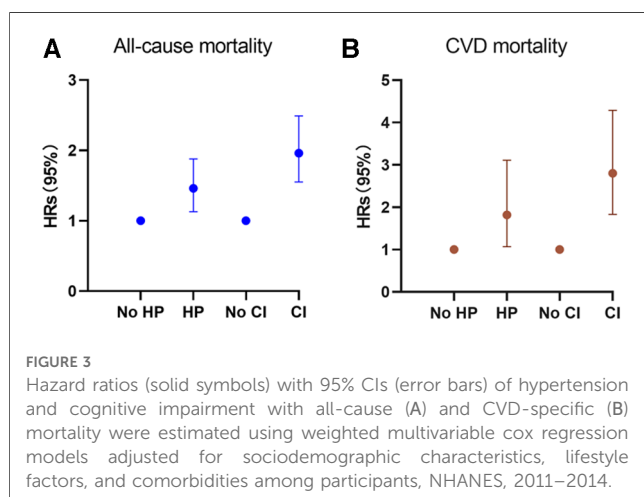 A All-cause mortality
3
2
1
0
HRs (95%)
No HP HP No CI CI
B CVD mortality
5
4
3
2
1
0
HRs (95%)
No HP HP No CI CI
FIGURE 3
Hazard ratios (solid symbols) with 95% CIs (error bars) of hypertension
and cognitive impairment with all-cause (A) and CVD-specific (B)
mortality were estimated using weighted multivariable cox regression
models adjusted for sociodemographic characteristics, lifestyle
factors, and comorbidities among participants, NHANES, 2011–2014.